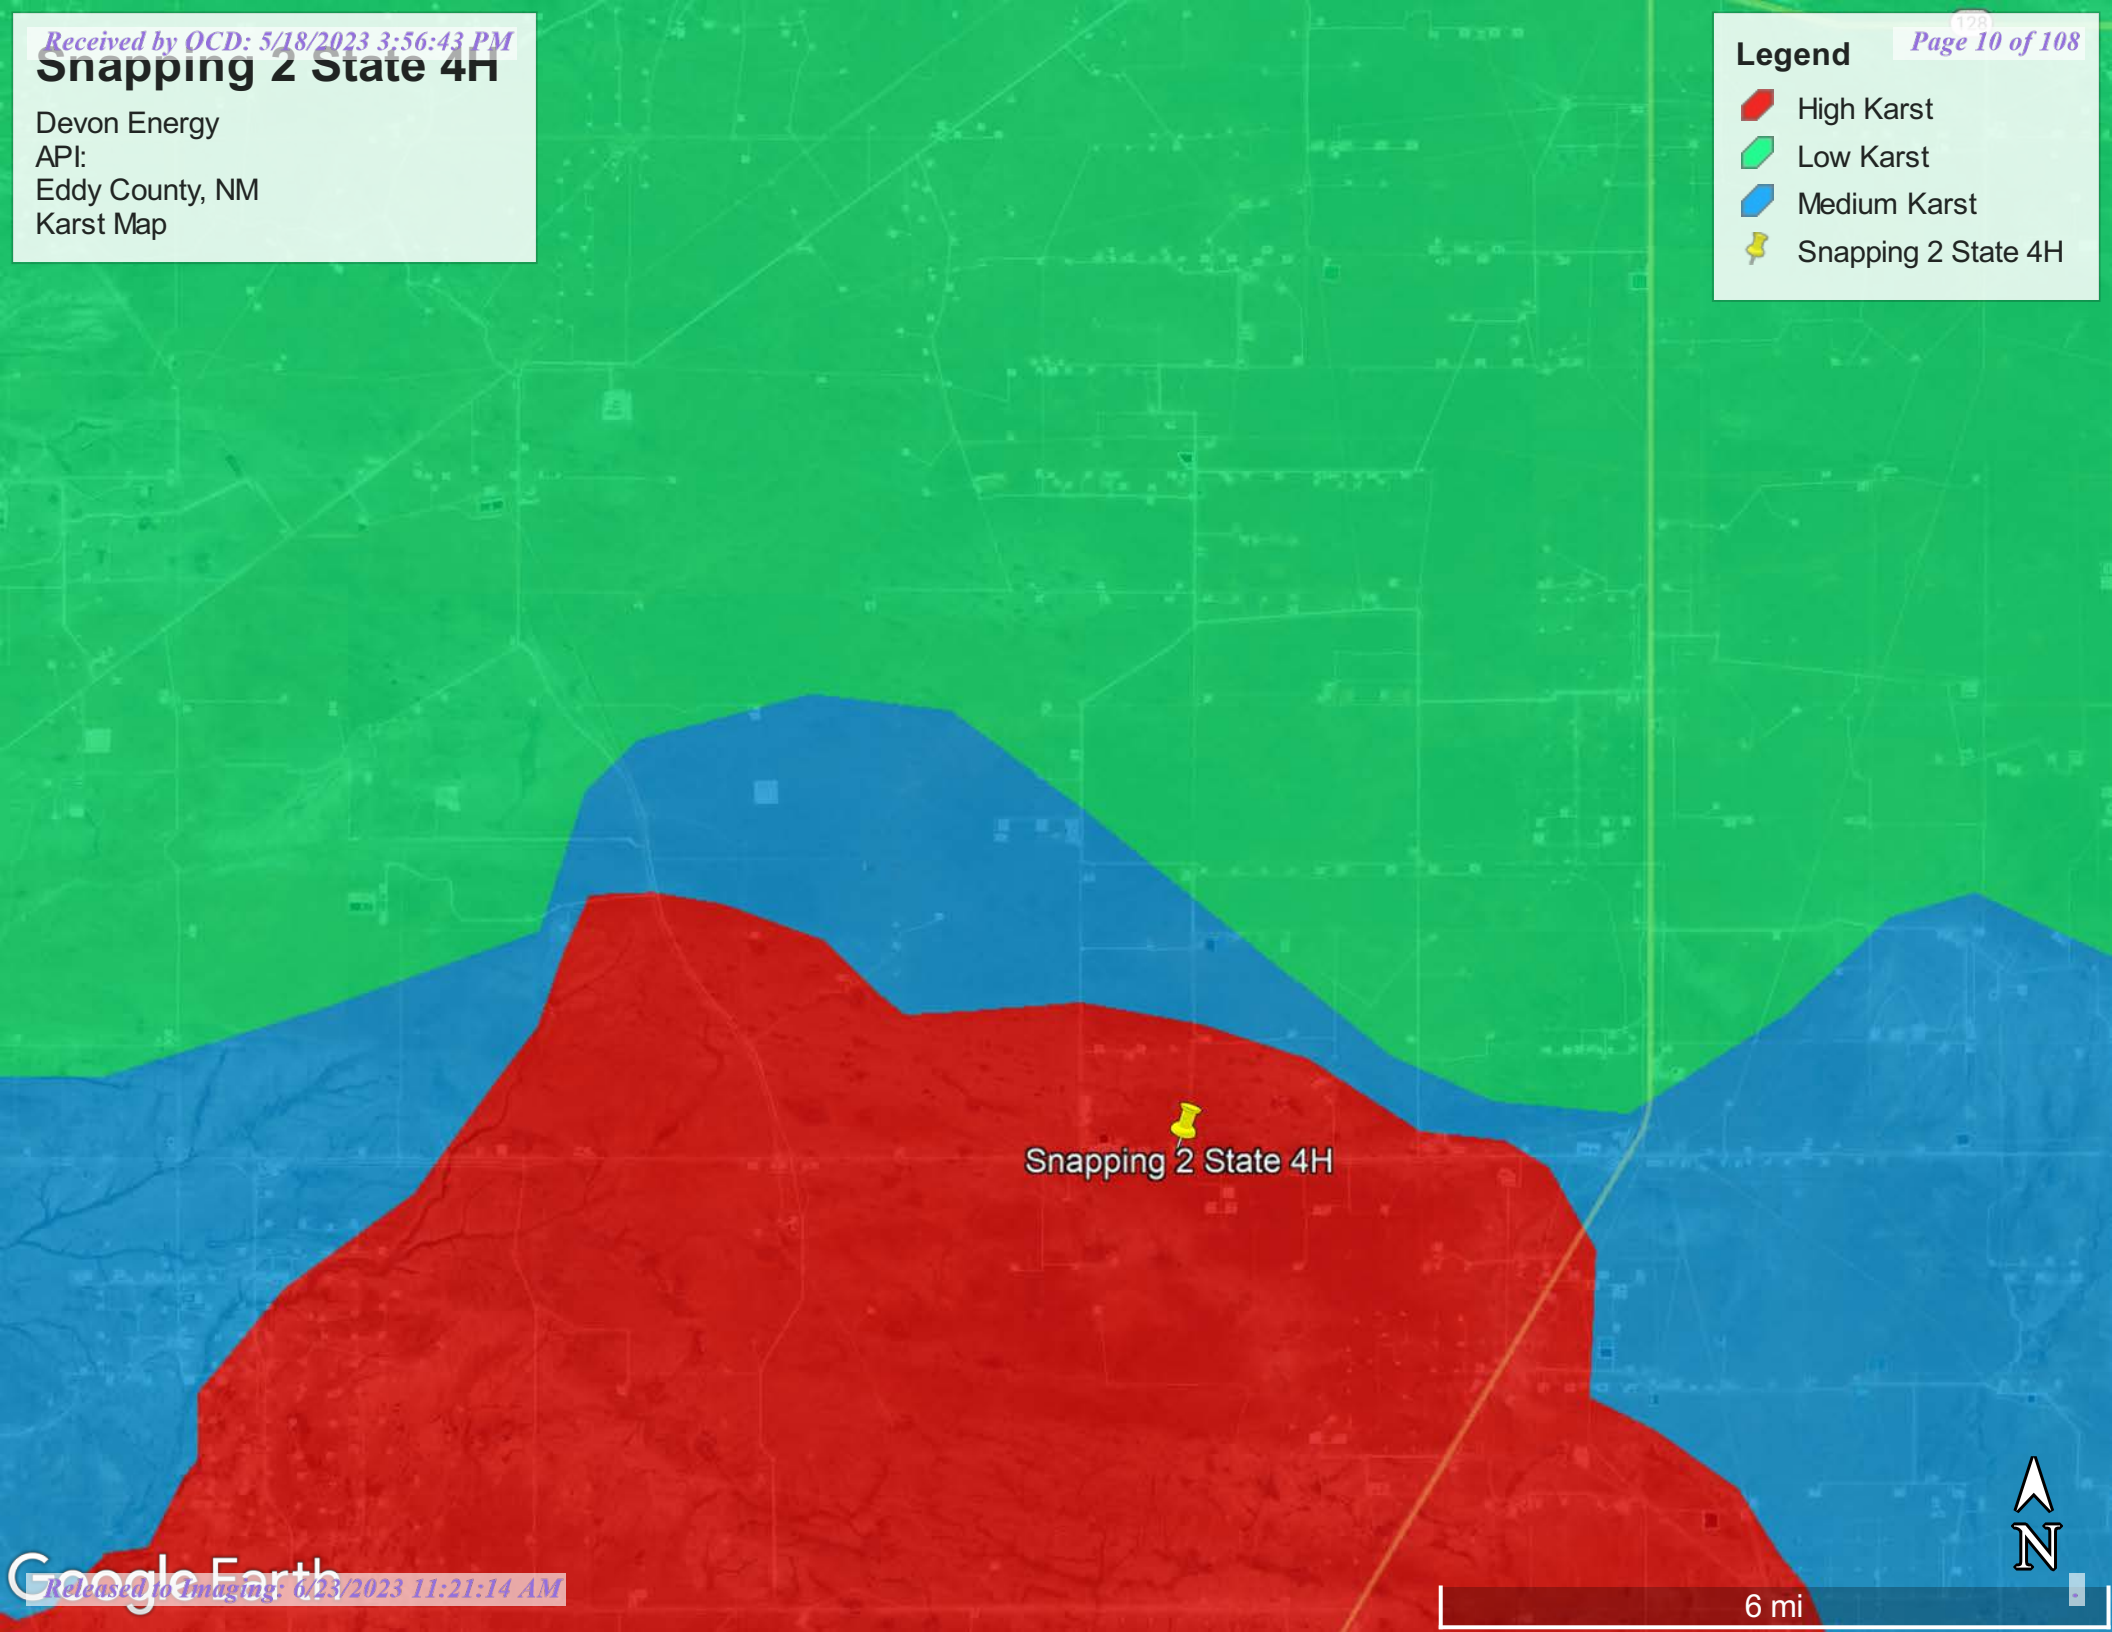 Received by OCD: 5/18/2023 3:56:43 PM
Snapping 2 State 4H
Devon Energy
API:
Eddy County, NM
Karst Map
128
Page 10 of 108
Legend
High Karst
Low Karst
Medium Karst
Snapping 2 State 4H
Snapping 2 State 4H
N
Google Earth
Released to Imaging: 6/23/2023 11:21:14 AM
6 mi